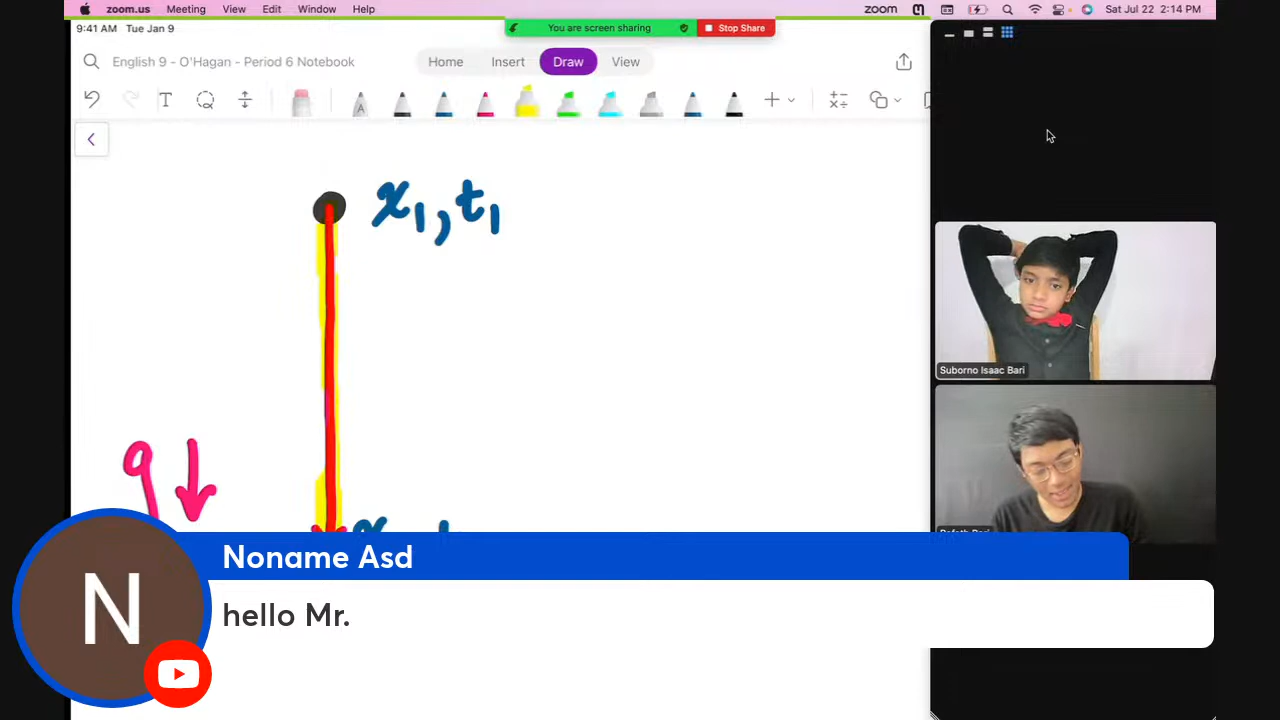 zoom.us Meeting View Edit Window Help
zoom
Sat Jul 22 2:14 PM
9:41 AM Tue Jan 9
You are screen sharing
Stop Share
English 9 - O'Hagan - Period 6 Notebook
Home Insert Draw View
T
A
x₁, t₁
g
Suborno Isaac Bari
Noname Asd
N
hello Mr.